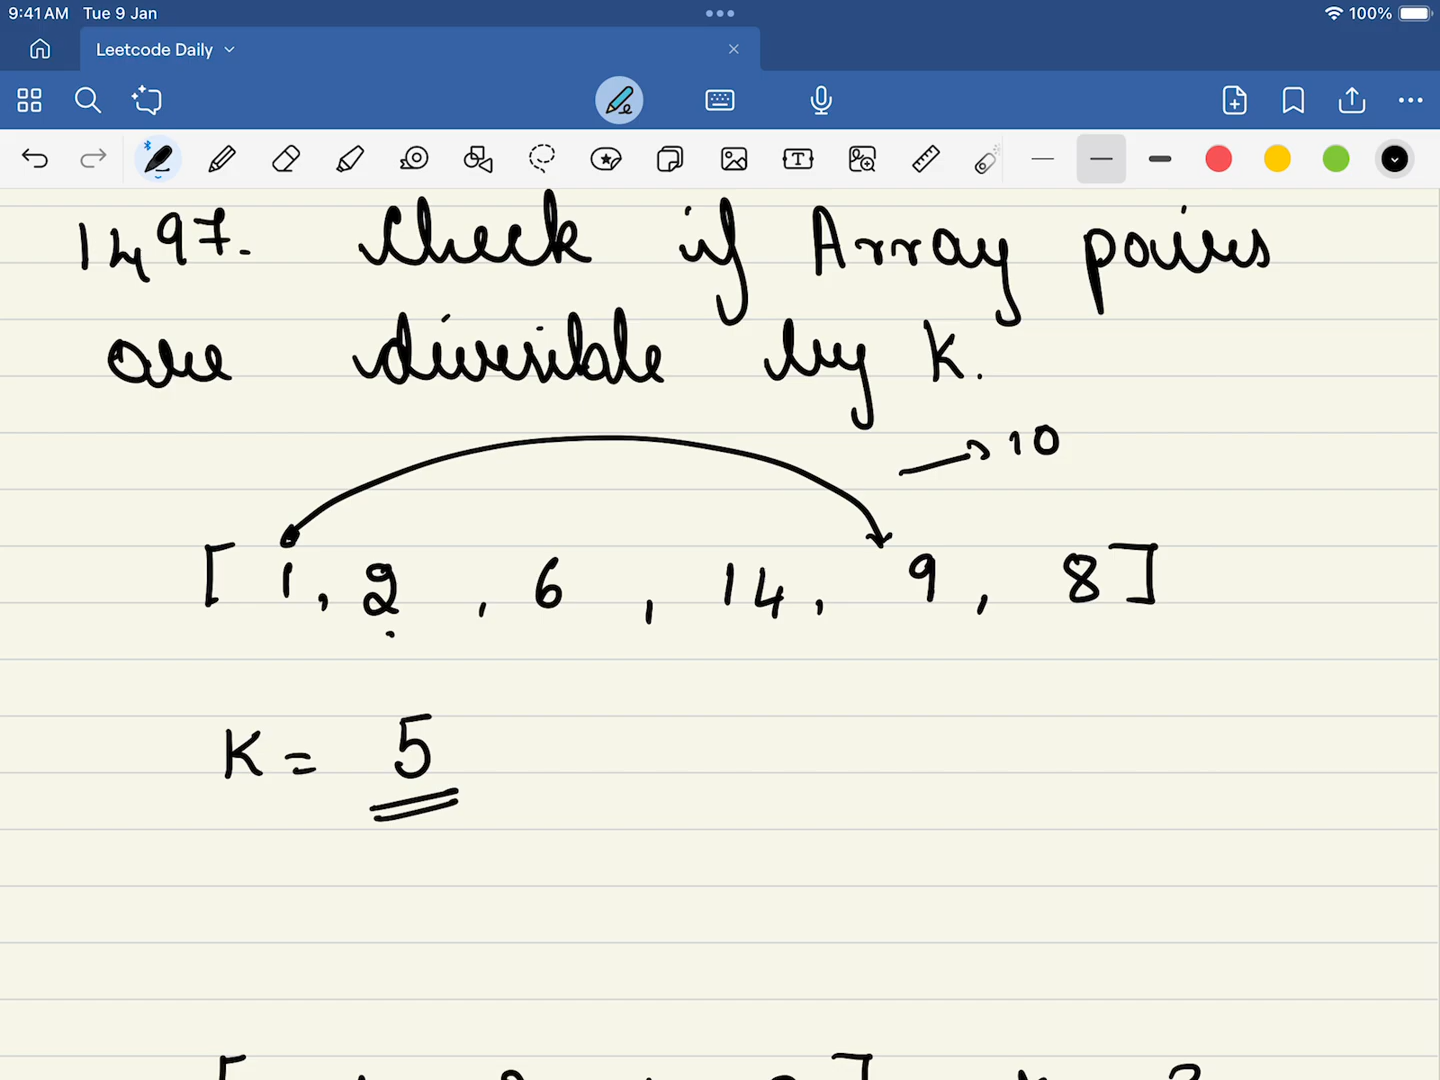 9:41 AM Tue 9 Jan 100%
Leetcode Daily
1497. Check if Array pairs
are divisible by K.
→ 10
[ 1, 2 , 6 , 14, 9 , 8 ]
K = 5